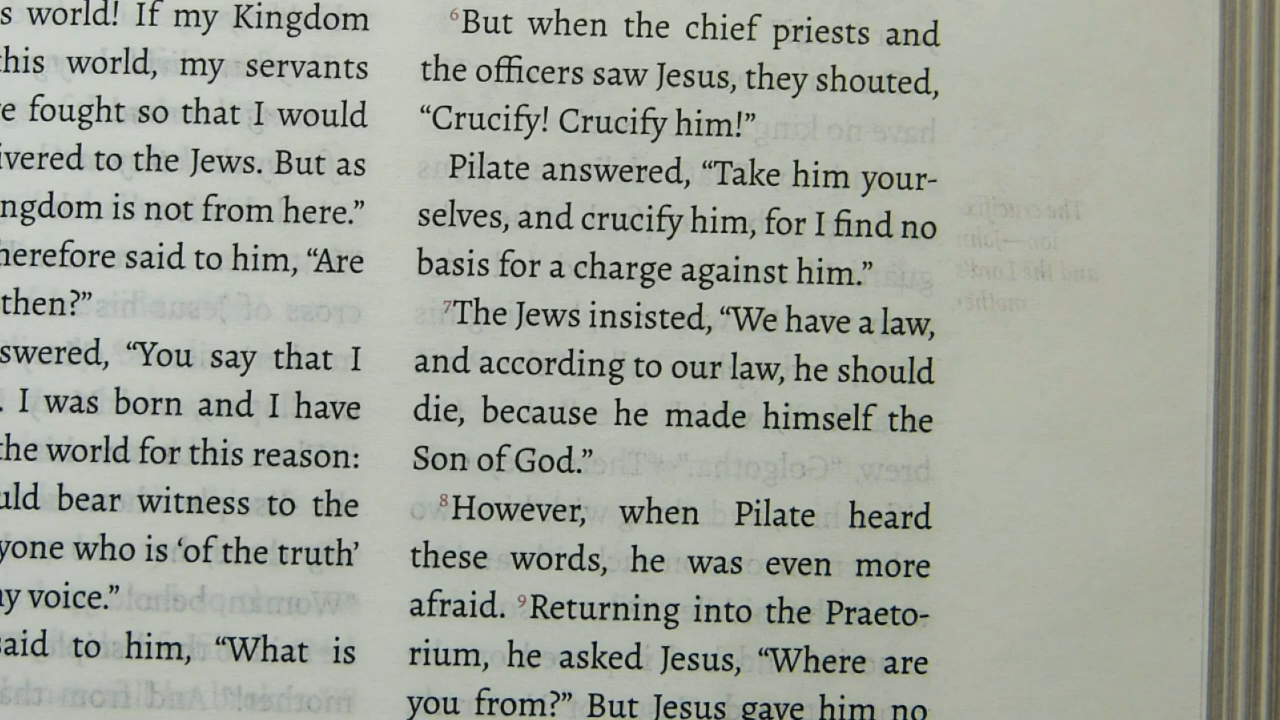 s world! If my Kingdom
this world, my servants
e fought so that I would
ivered to the Jews. But as
ngdom is not from here.”
herefore said to him, “Are
then?”
swered, “You say that I
. I was born and I have
the world for this reason:
uld bear witness to the
yone who is ‘of the truth’
ny voice.”
said to him, “What is
6But when the chief priests and
the officers saw Jesus, they shouted,
“Crucify! Crucify him!”
Pilate answered, “Take him your-
selves, and crucify him, for I find no
basis for a charge against him.”
7The Jews insisted, “We have a law,
and according to our law, he should
die, because he made himself the
Son of God.”
8However, when Pilate heard
these words, he was even more
afraid. 9Returning into the Praeto-
rium, he asked Jesus, “Where are
you from?” But Jesus gave him no